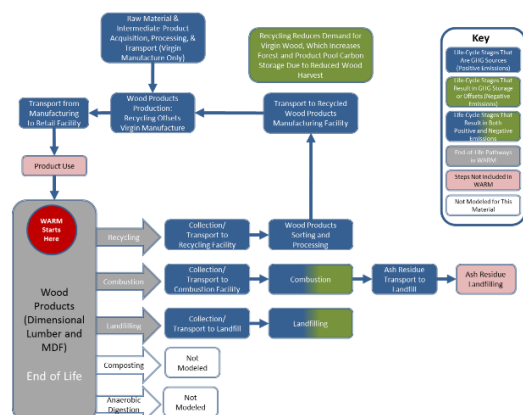 Raw Material &
Intermediate Product
Acquisition, Processing, &
Transport (Virgin
Manufacture Only)
Recycling Reduces Demand for
Virgin Wood, Which Increases
Forest and Product Pool Carbon
Storage Due to Reduced Wood
Harvest
Key
Life-Cycle Stages That
Are GHG Sources
(Positive Emissions)
Life-Cycle Stages That
Result in GHG Storage
or Offsets (Negative
Emissions)
Life-Cycle Stages That
Result in Both
Positive and Negative
Emissions
End-of-Life Pathways
in WARM
Steps Not Included in
WARM
Not Modeled for This
Material
Transport from
Manufacturing
to Retail Facility
Wood Products
Production:
Recycling Offsets
Virgin Manufacture
Transport to Recycled
Wood Products
Manufacturing Facility
Product Use
WARM
Starts
Here
Wood
Products
(Dimensional
Lumber and
MDF)
End of Life
Recycling
Collection/
Transport to
Recycling Facility
Wood Products
Sorting and
Processing
Combustion
Collection/
Transport to
Combustion Facility
Combustion
Ash Residue
Transport to
Landfill
Ash Residue
Landfilling
Landfilling
Collection/
Transport to Landfill
Landfilling
Composting
Not
Modeled
Anaerobic
Digestion
Not
Modeled